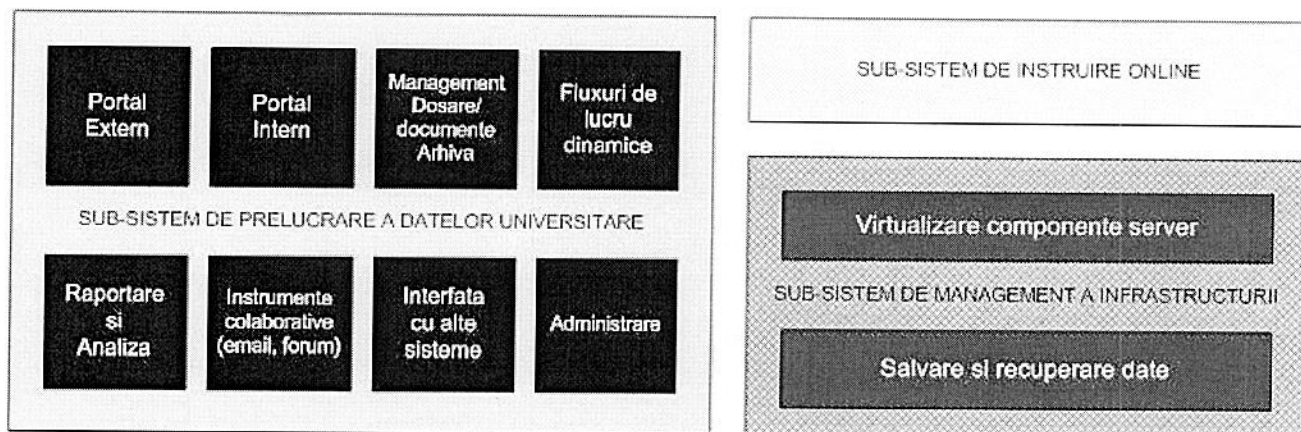 Portal
Extern
Portal
Intern
Management
Dosare/
documente
Arhiva
Fluxuri de
lucru
dinamice
SUB-SISTEM DE PRELUCRARE A DATELOR UNIVERSITARE
Raportare
si
Analiza
Instrumente
colaborative
(email, forum)
Interfata
cu alte
sisteme
Administrare
SUB-SISTEM DE INSTRUIRE ONLINE
Virtualizare componente server
SUB-SISTEM DE MANAGEMENT A INFRASTRUCTURII
Salvare si recuperare date